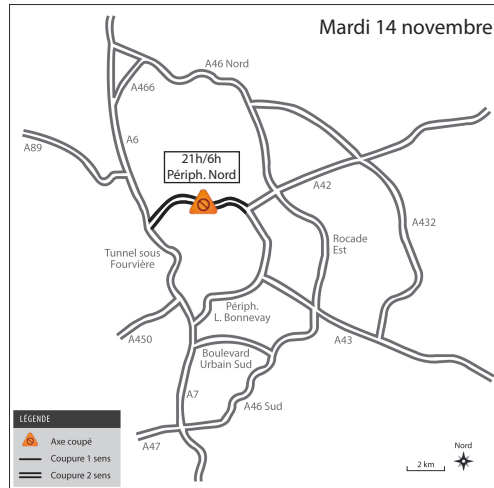 Mardi 14 novembre
A46 Nord
A466
A6
A89
21h/6h
Périph. Nord
A42
A432
Tunnel sous
Fourvière
Rocade
Est
Périph.
L. Bonnevay
A450
Boulevard
Urbain Sud
A43
A7
A46 Sud
A47
LÉGENDE
Axe coupé
Coupure 1 sens
Coupure 2 sens
Nord
2 km